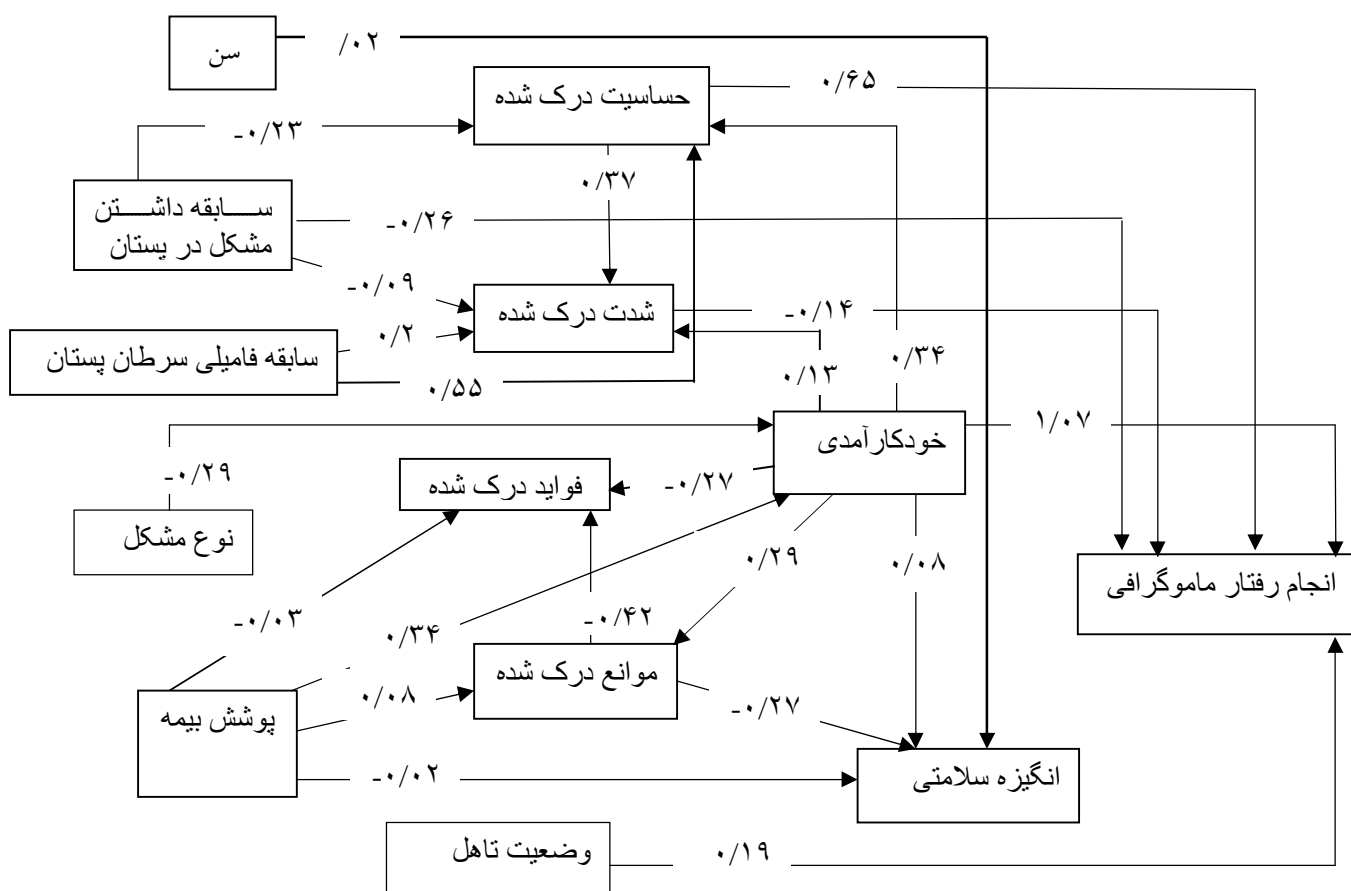 سن
/۰۲
حساسیت درک شده
۰/۶۵
-۰/۲۳
۰/۳۷
ســـابقه داشـــتن
مشکل در پستان
-۰/۲۶
-۰/۰۹
شدت درک شده
-۰/۱۴
۰/۲
سابقه فامیلی سرطان پستان
۰/۵۵
۰/۱۳
۰/۳۴
خودکارآمدی
1/۰۷
-۰/۲۹
فواید درک شده
-۰/۲۷
نوع مشکل
۰/۲۹
۰/۰۸
انجام رفتار ماموگرافی
-۰/۰۳
۰/۳۴
-۰/۴۲
موانع درک شده
۰/۰۸
پوشش بیمه
-۰/۲۷
-۰/۰۲
انگیزه سلامتی
وضعیت تاهل
۰/۱۹